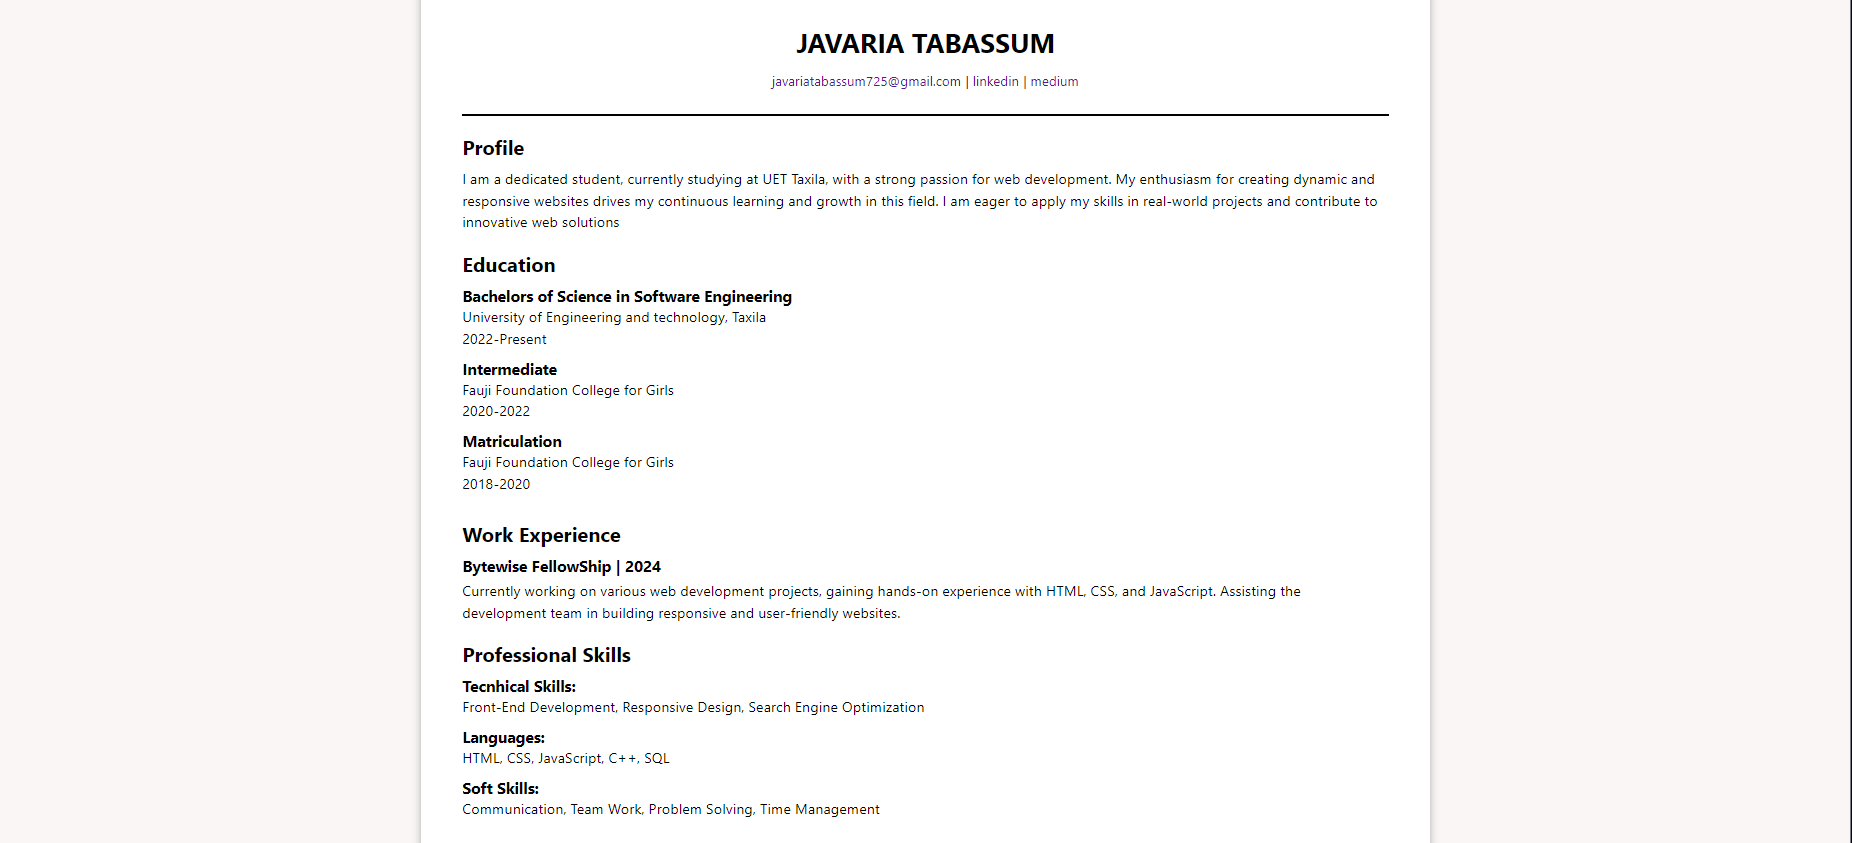 JAVARIA TABASSUM
javariatabassum725@gmail.com | linkedin | medium
Profile
I am a dedicated student, currently studying at UET Taxila, with a strong passion for web development. My enthusiasm for creating dynamic and
responsive websites drives my continuous learning and growth in this field. I am eager to apply my skills in real-world projects and contribute to
innovative web solutions
Education
Bachelors of Science in Software Engineering
University of Engineering and technology, Taxila
2022-Present
Intermediate
Fauji Foundation College for Girls
2020-2022
Matriculation
Fauji Foundation College for Girls
2018-2020
Work Experience
Bytewise FellowShip | 2024
Currently working on various web development projects, gaining hands-on experience with HTML, CSS, and JavaScript. Assisting the
development team in building responsive and user-friendly websites.
Professional Skills
Tecnhical Skills:
Front-End Development, Responsive Design, Search Engine Optimization
Languages:
HTML, CSS, JavaScript, C++, SQL
Soft Skills:
Communication, Team Work, Problem Solving, Time Management